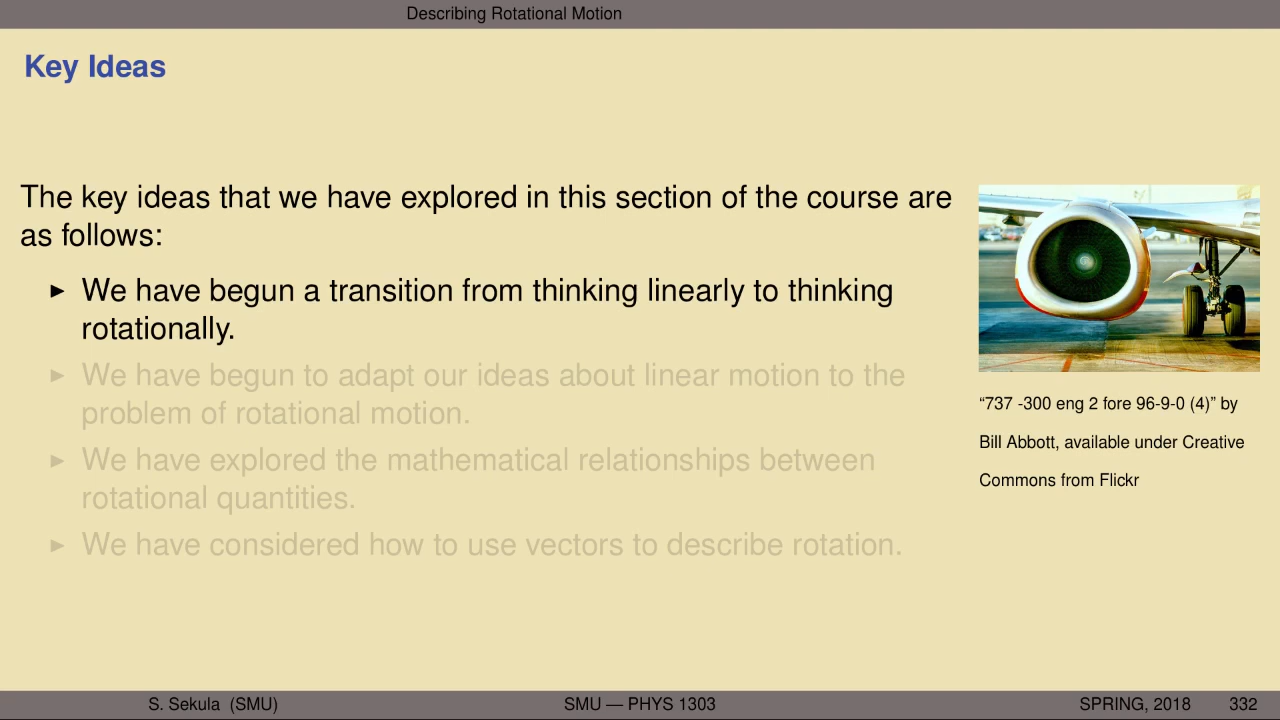 Describing Rotational Motion
Key Ideas
The key ideas that we have explored in this section of the course are
as follows:
► We have begun a transition from thinking linearly to thinking
rotationally.
► We have begun to adapt our ideas about linear motion to the
problem of rotational motion.
► We have explored the mathematical relationships between
rotational quantities.
► We have considered how to use vectors to describe rotation.
“737 -300 eng 2 fore 96-9-0 (4)” by
Bill Abbott, available under Creative
Commons from Flickr
S. Sekula (SMU) SMU — PHYS 1303 SPRING, 2018 332